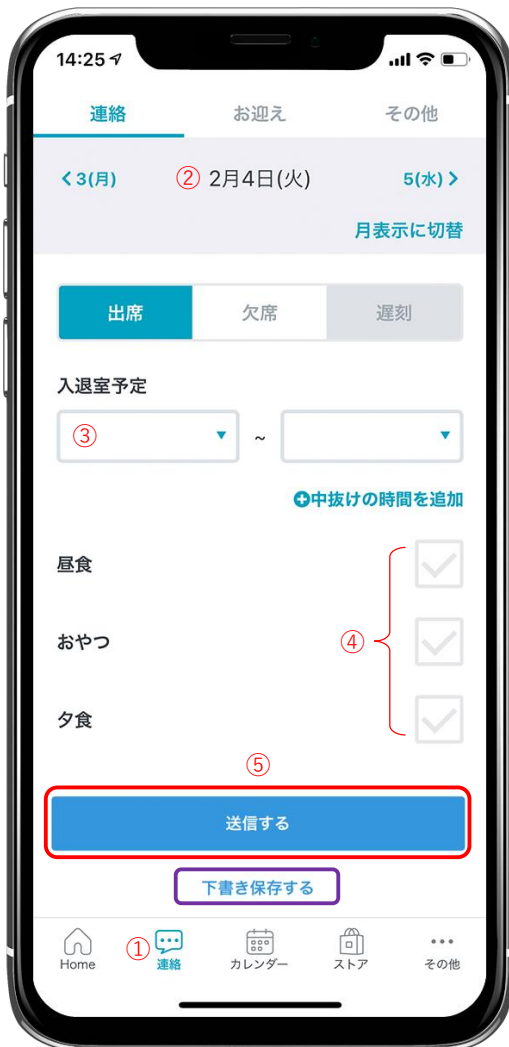 14:25
連絡 お迎え その他
3(月) ② 2月4日(火) 5(水)
月表示に切替
出席 欠席 遅刻
入退室予定
③ ~
中抜けの時間を追加
昼食
おやつ ④
夕食
⑤
送信する
下書き保存する
①
Home 連絡 カレンダー ストア その他